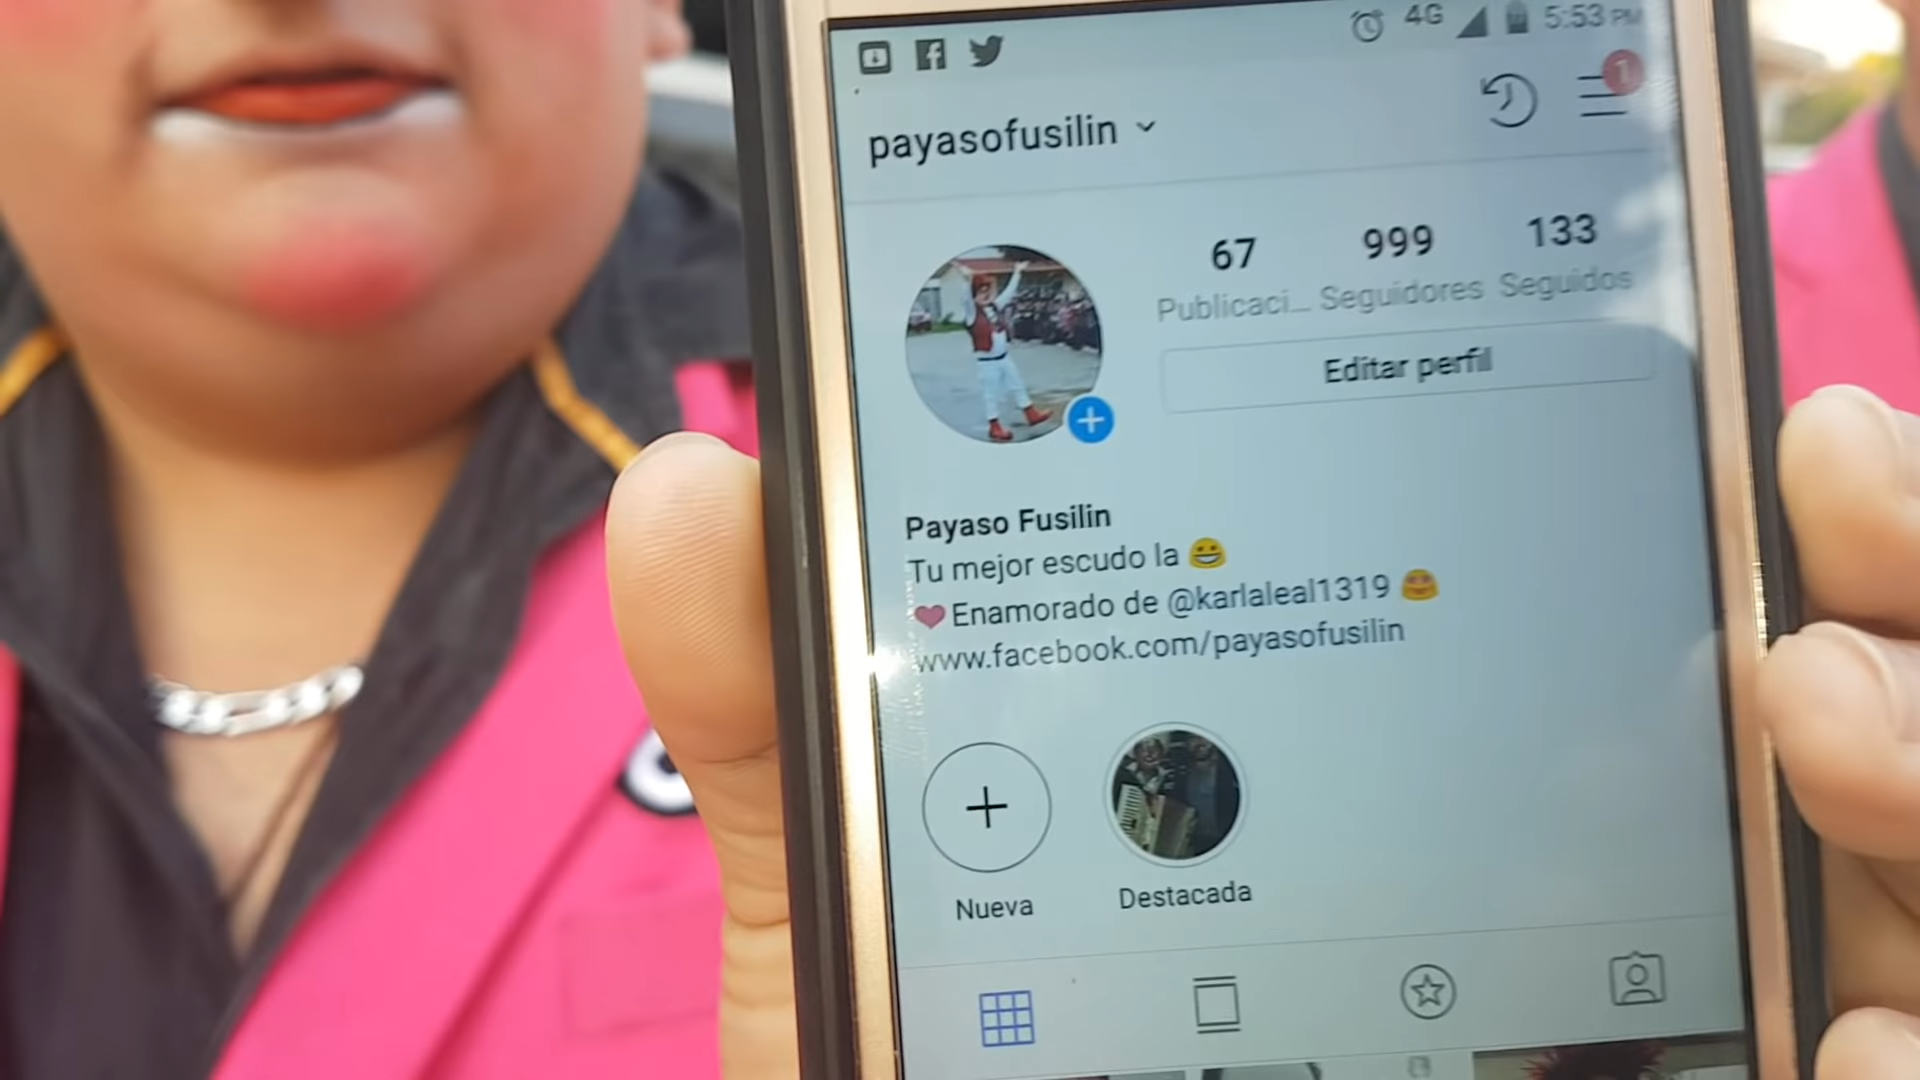 4G 5:53 PM
1
payasofusilin
67 999 133
Publicaci... Seguidores Seguidos
Editar perfil
Payaso Fusilin
Tu mejor escudo la 😀
❤Enamorado de @karlaleal1319 😍
www.facebook.com/payasofusilin
Nueva Destacada